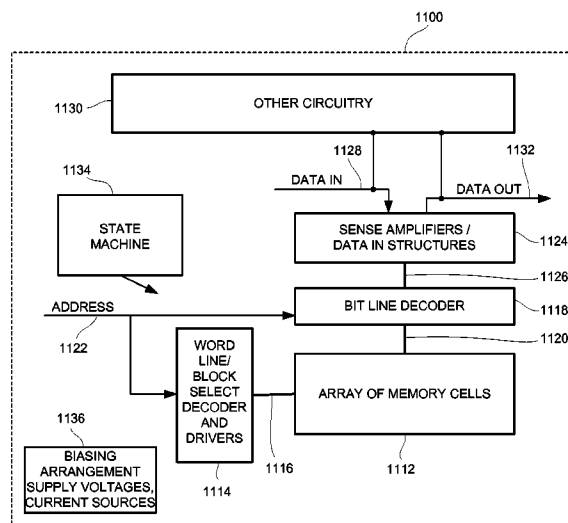 1100
1130
OTHER CIRCUITRY
1128
1132
1134
DATA IN
DATA OUT
STATE
MACHINE
SENSE AMPLIFIERS /
DATA IN STRUCTURES
1124
1126
ADDRESS
1122
BIT LINE DECODER
1118
1120
WORD
LINE/
BLOCK
SELECT
DECODER
AND
DRIVERS
ARRAY OF MEMORY CELLS
1136
BIASING
ARRANGEMENT
SUPPLY VOLTAGES,
CURRENT SOURCES
1114
1116
1112